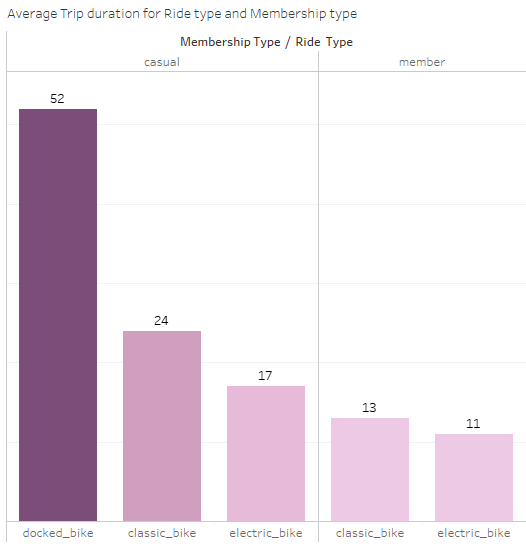 Average Trip duration for Ride type and Membership type
Membership Type / Ride Type
casual member
52
24
17
13
11
docked_bike classic_bike electric_bike classic_bike electric_bike